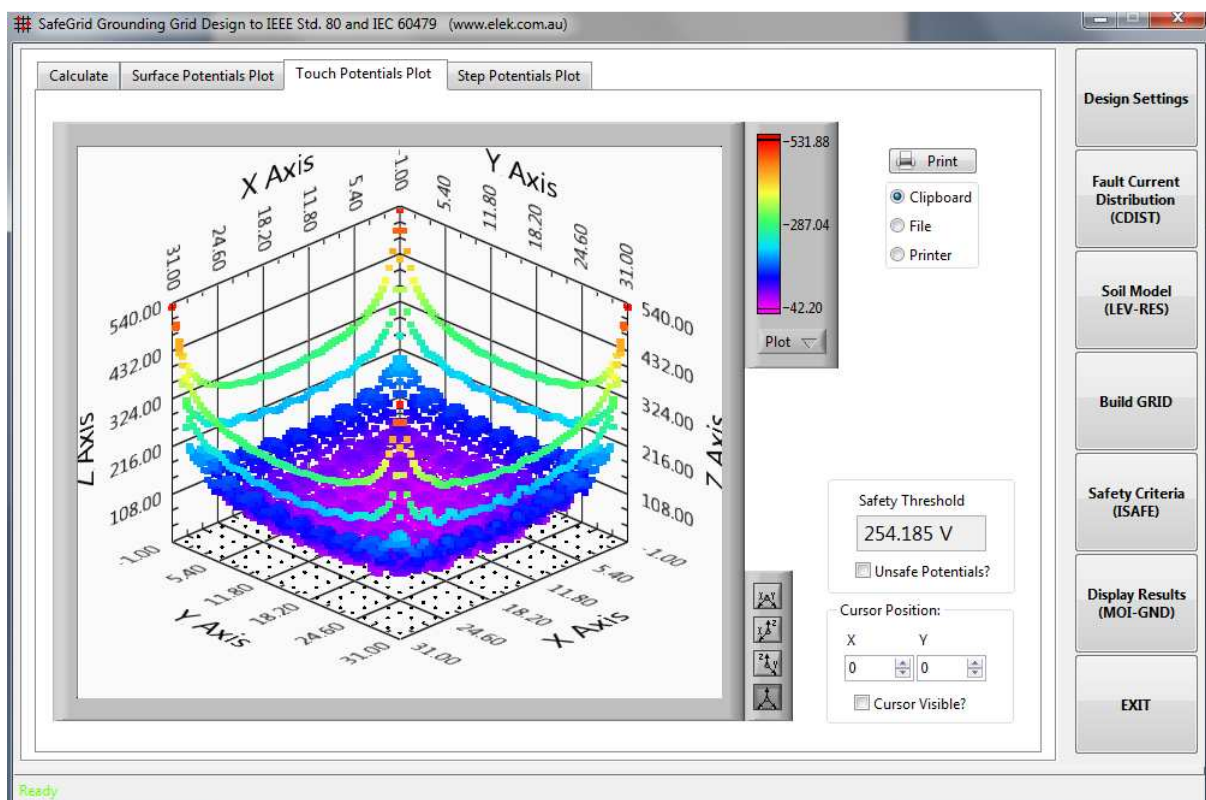 SafeGrid Grounding Grid Design to IEEE Std. 80 and IEC 60479 (www.elek.com.au)
Calculate
Surface Potentials Plot
Touch Potentials Plot
Step Potentials Plot
X Axis
Y Axis
31.00
24.60
18.20
11.80
5.40
-1.00
5.40
11.80
18.20
24.60
31.00
540.00
432.00
324.00
216.00
108.00
Z Axis
540.00
432.00
324.00
216.00
108.00
Z Axis
-1.00
5.40
11.80
18.20
24.60
31.00
Y Axis
31.00
24.60
18.20
11.80
5.40
-1.00
X Axis
-531.88
-287.04
-42.20
Plot
Print
Clipboard
File
Printer
Safety Threshold
254.185 V
Unsafe Potentials?
Cursor Position:
X Y
0 0
Cursor Visible?
Design Settings
Fault Current
Distribution
(CDIST)
Soil Model
(LEV-RES)
Build GRID
Safety Criteria
(ISAFE)
Display Results
(MOI-GND)
EXIT
Ready